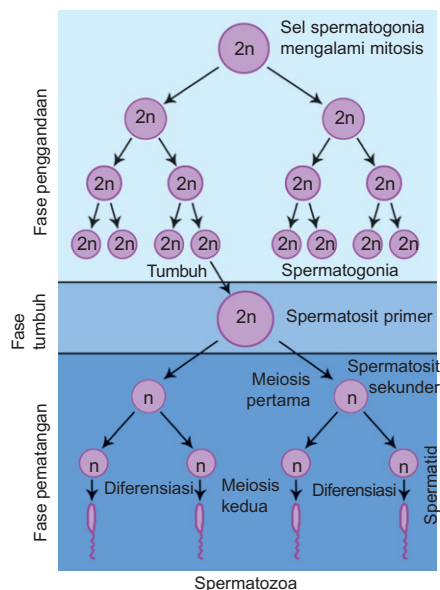 Sel spermatogonia
mengalami mitosis
2n
2n 2n
2n 2n 2n 2n
2n 2n 2n 2n 2n 2n 2n 2n
Fase penggandaan
Tumbuh
Spermatogonia
Fase
tumbuh
2n
Spermatosit primer
Fase pematangan
Meiosis
pertama
Spermatosit
sekunder
n n
n n n n
Spermatid
Diferensiasi
Meiosis
kedua
Diferensiasi
Spermatozoa